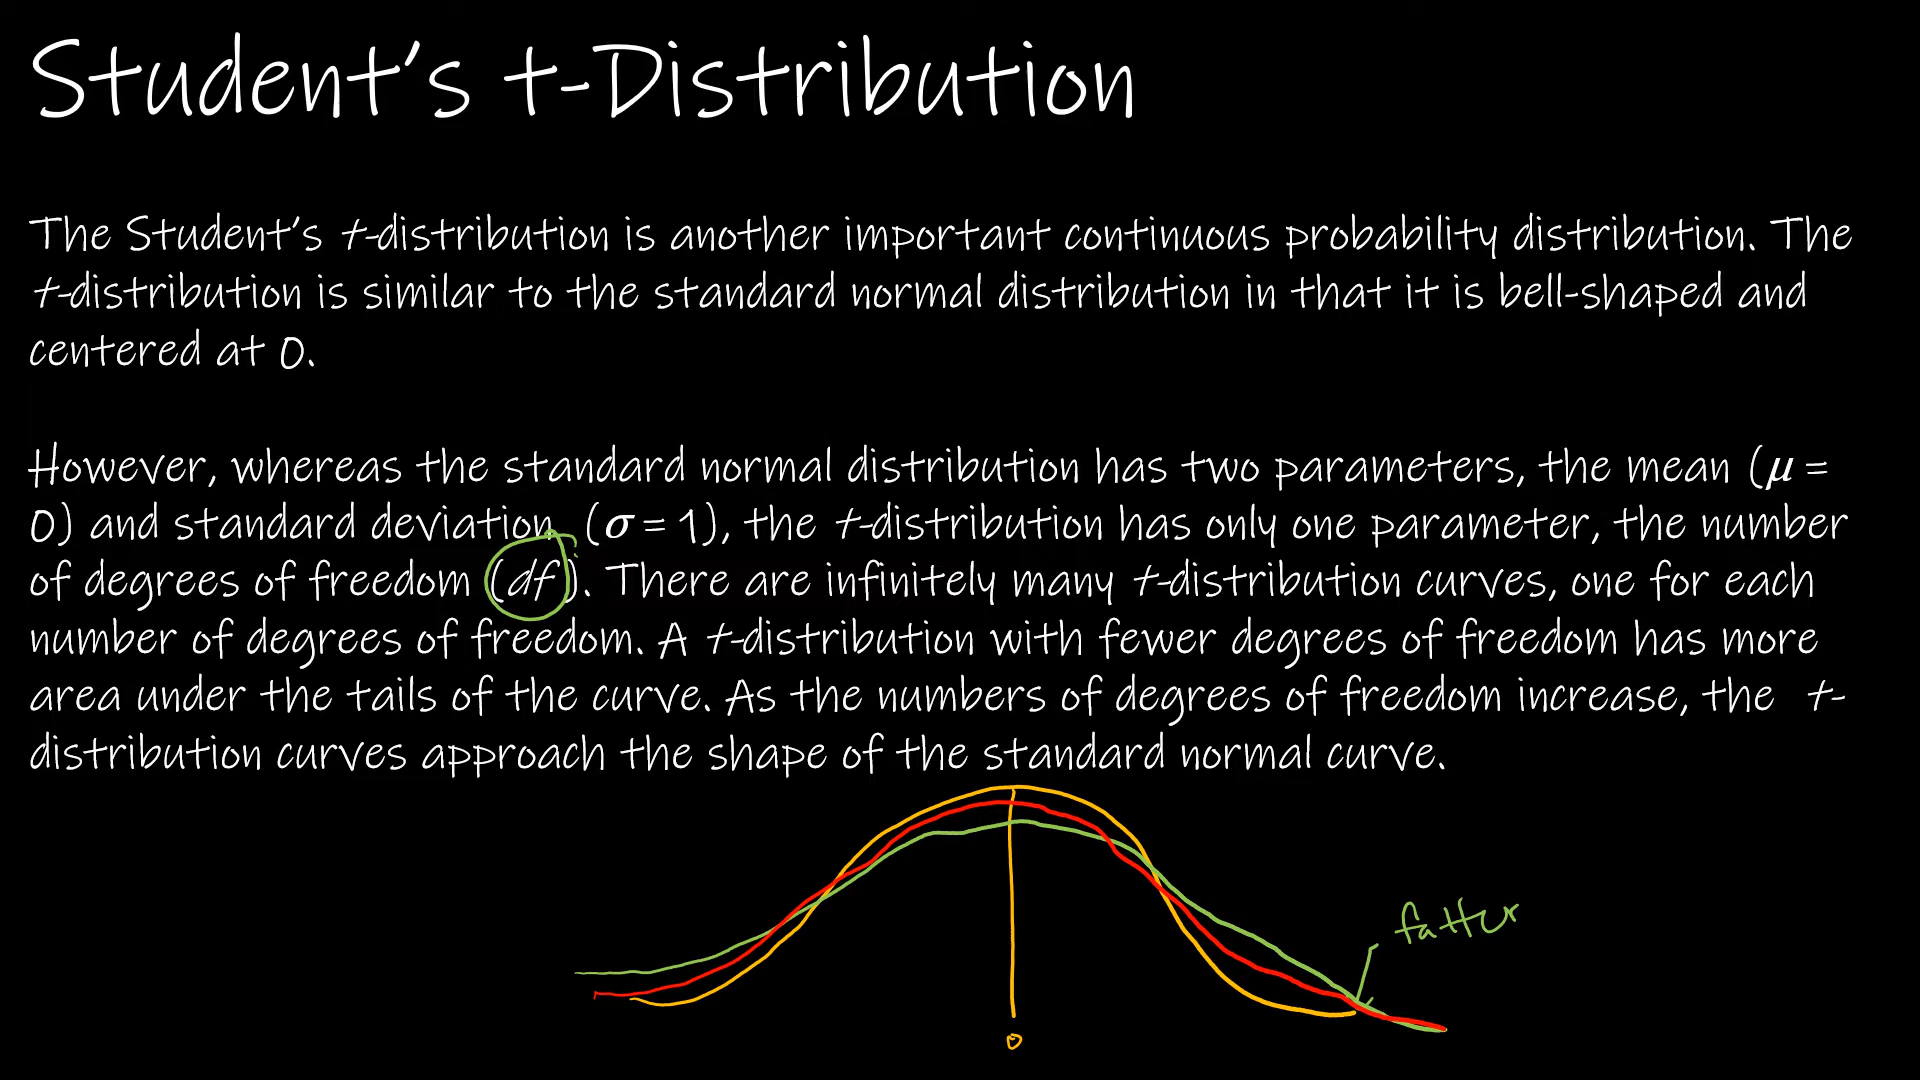 Student's t-Distribution
The Student's t-distribution is another important continuous probability distribution. The
t-distribution is similar to the standard normal distribution in that it is bell-shaped and
centered at 0.
However, whereas the standard normal distribution has two parameters, the mean (μ =
0) and standard deviation (σ = 1), the t-distribution has only one parameter, the number
of degrees of freedom (df). There are infinitely many t-distribution curves, one for each
number of degrees of freedom. A t-distribution with fewer degrees of freedom has more
area under the tails of the curve. As the numbers of degrees of freedom increase, the t-
distribution curves approach the shape of the standard normal curve.
fatter
0